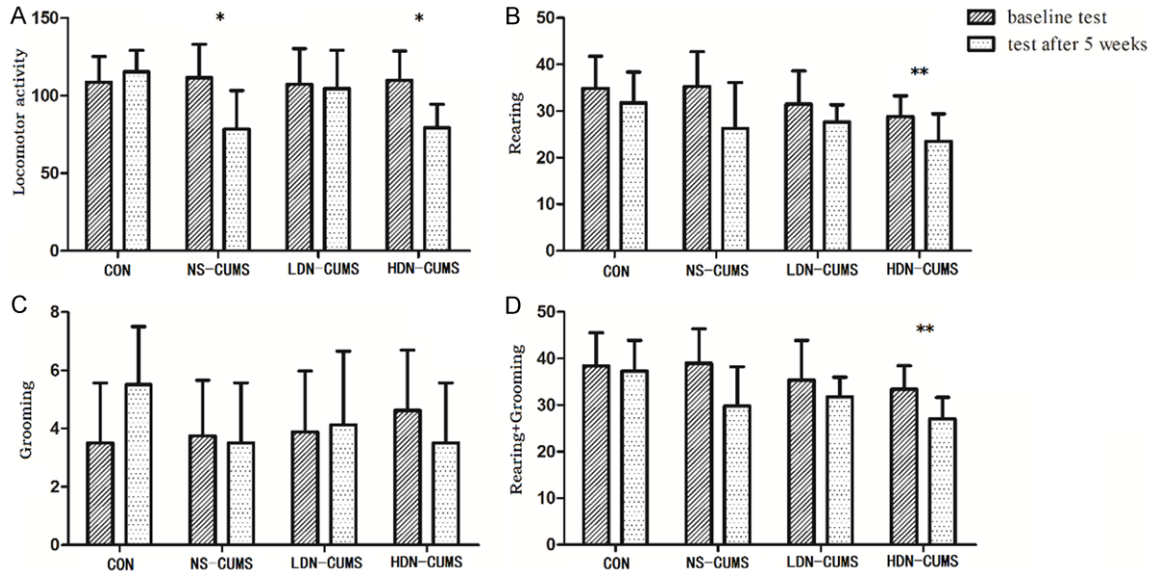 A
Locomotor activity
150
100
50
0
*
*
CON
NS-CUMS
LDN-CUMS
HDN-CUMS
B
Rearing
50
40
30
20
10
0
**
CON
NS-CUMS
LDN-CUMS
HDN-CUMS
baseline test
test after 5 weeks
C
Grooming
8
6
4
2
0
CON
NS-CUMS
LDN-CUMS
HDN-CUMS
D
Rearing+Grooming
50
40
30
20
10
0
**
CON
NS-CUMS
LDN-CUMS
HDN-CUMS